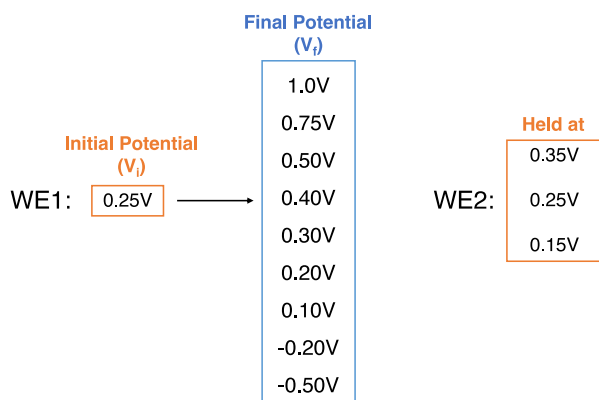 Final Potential
(Vf)
1.0V
0.75V
Initial Potential
(Vi)
0.50V
Held at
0.35V
WE1: 0.25V
0.40V
WE2: 0.25V
0.30V
0.15V
0.20V
0.10V
-0.20V
-0.50V